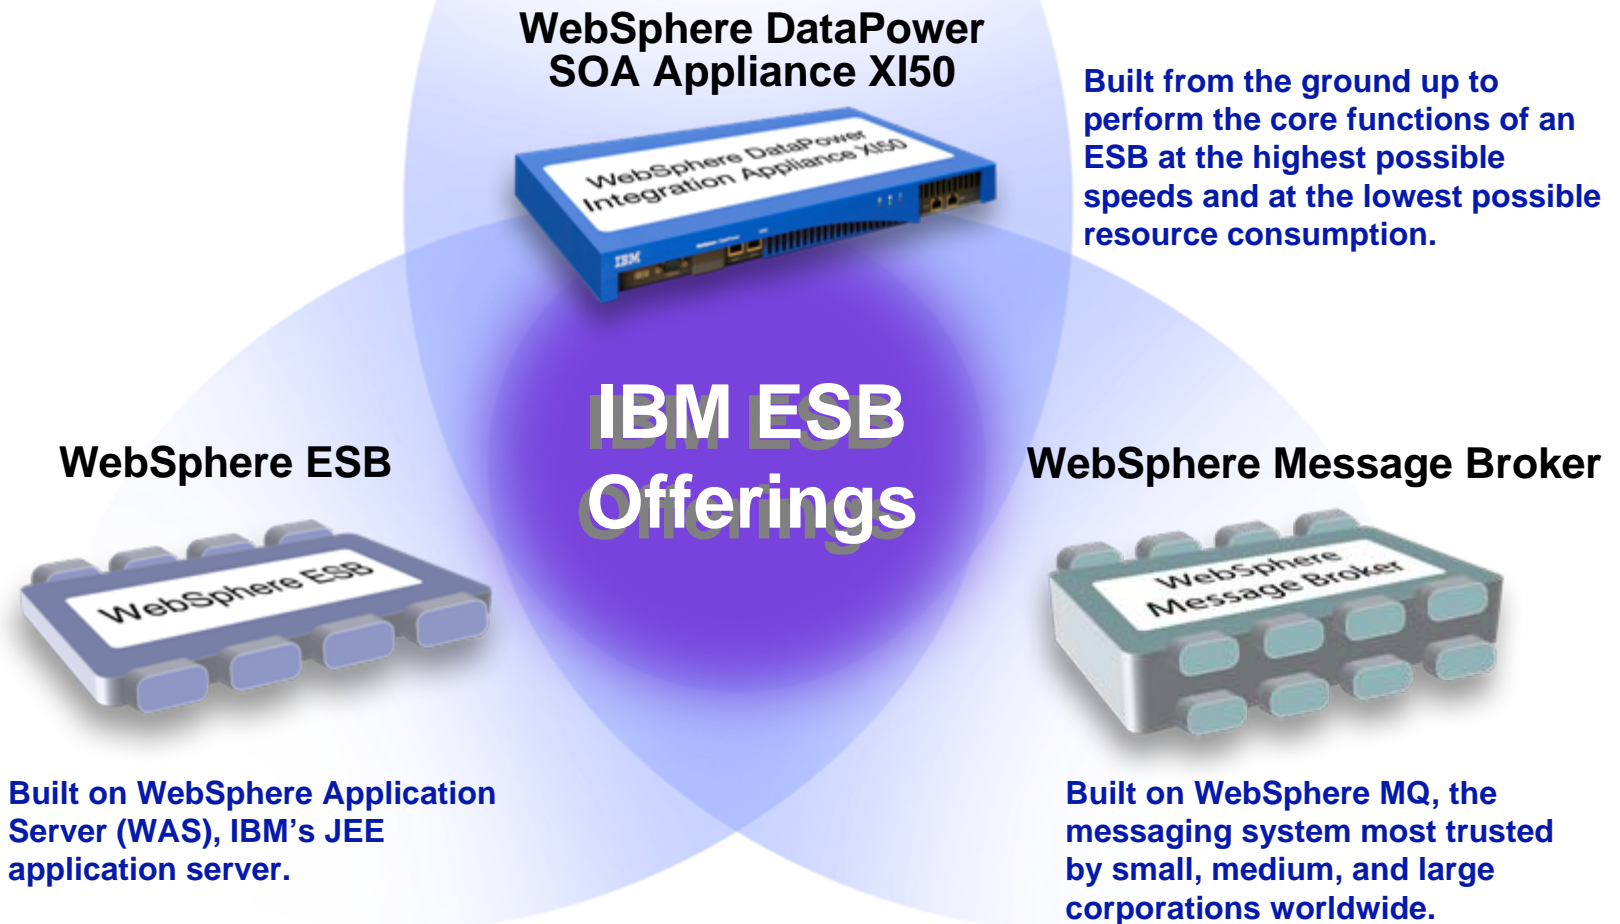 WebSphere DataPower
SOA Appliance XI50
Built from the ground up to
perform the core functions of an
ESB at the highest possible
speeds and at the lowest possible
resource consumption.
WebSphere DataPower
Integration Appliance XI50
IBM
IBM ESB
Offerings
WebSphere ESB
WebSphere ESB
Built on WebSphere Application
Server (WAS), IBM’s JEE
application server.
WebSphere Message Broker
WebSphere
Message Broker
Built on WebSphere MQ, the
messaging system most trusted
by small, medium, and large
corporations worldwide.